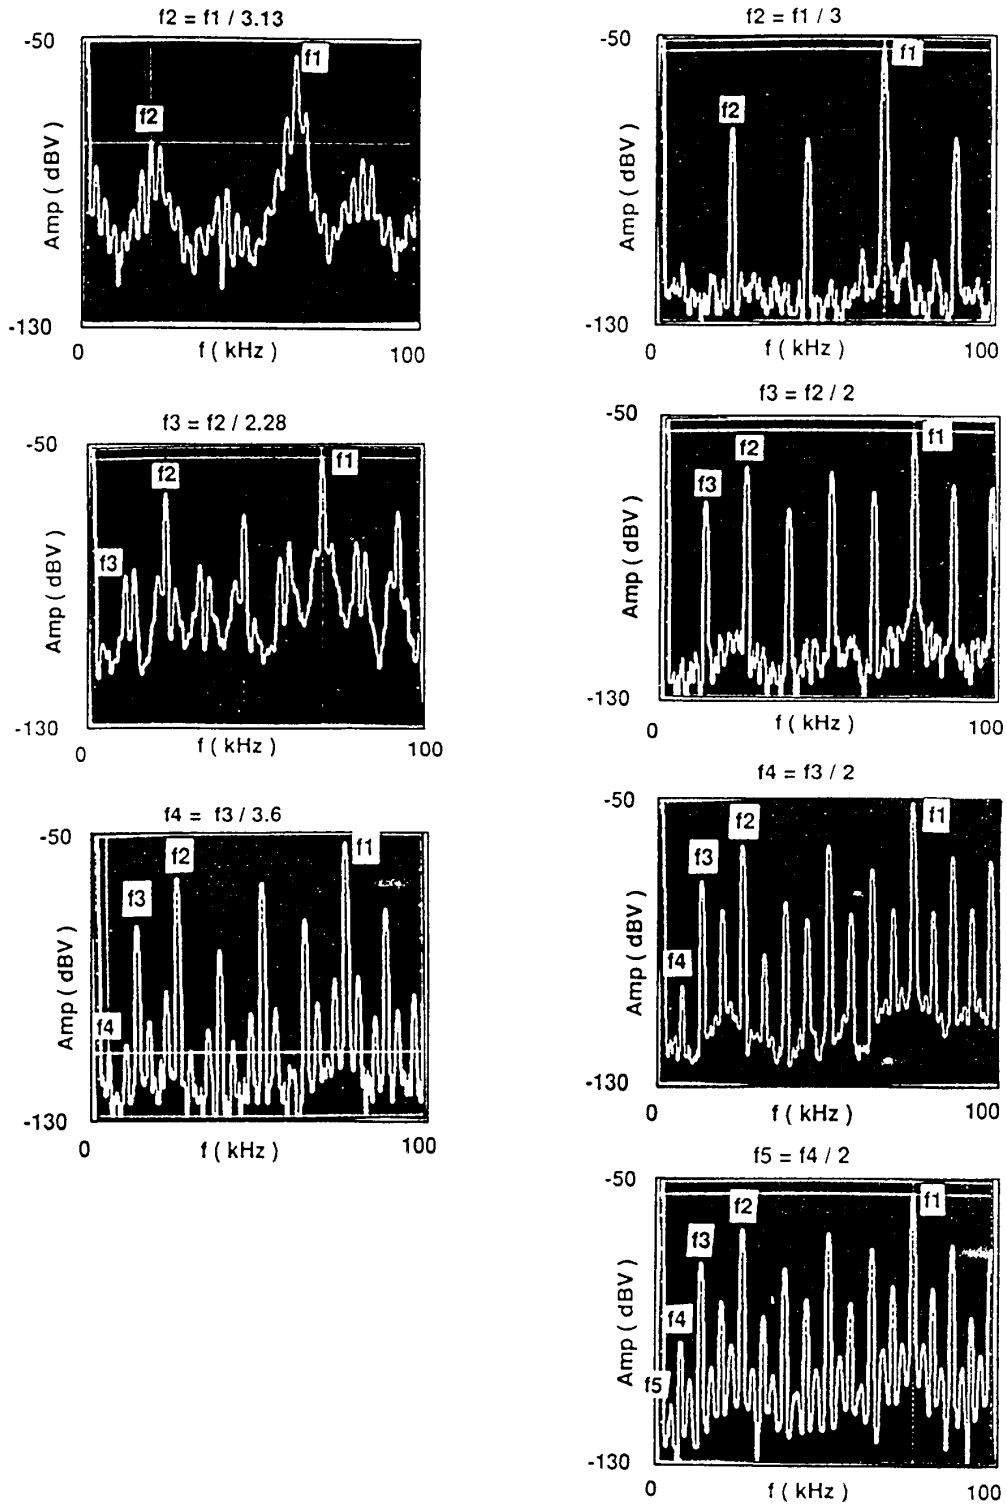 f2 = f1 / 3.13
-50
f1
f2
Amp ( dBV )
-130
0
f ( kHz )
100
f2 = f1 / 3
-50
f1
f2
Amp ( dBV )
-130
0
f ( kHz )
100
f3 = f2 / 2.28
-50
f1
f2
f3
Amp ( dBV )
-130
0
f ( kHz )
100
f3 = f2 / 2
-50
f1
f2
f3
Amp ( dBV )
-130
0
f ( kHz )
100
f4 = f3 / 3.6
-50
f1
f2
f3
f4
Amp ( dBV )
-130
0
f ( kHz )
100
f4 = f3 / 2
-50
f1
f2
f3
f4
Amp ( dBV )
-130
0
f ( kHz )
100
f5 = f4 / 2
-50
f1
f2
f3
f4
f5
Amp ( dBV )
-130
0
f ( kHz )
100